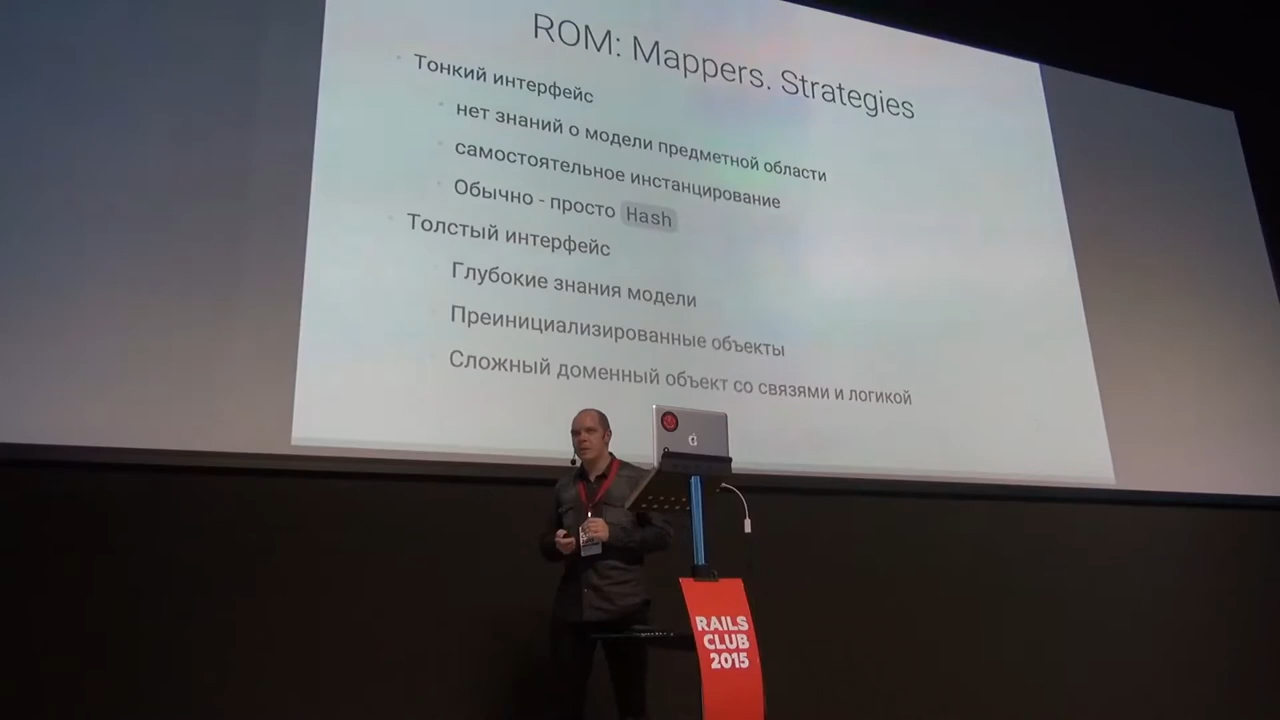 ROM: Mappers. Strategies
Тонкий интерфейс
нет знаний о модели предметной области
самостоятельное инстанцирование
Обычно - просто Hash
Толстый интерфейс
Глубокие знания модели
Преинициализированные объекты
Сложный доменный объект со связями и логикой
RAILS
CLUB
2015